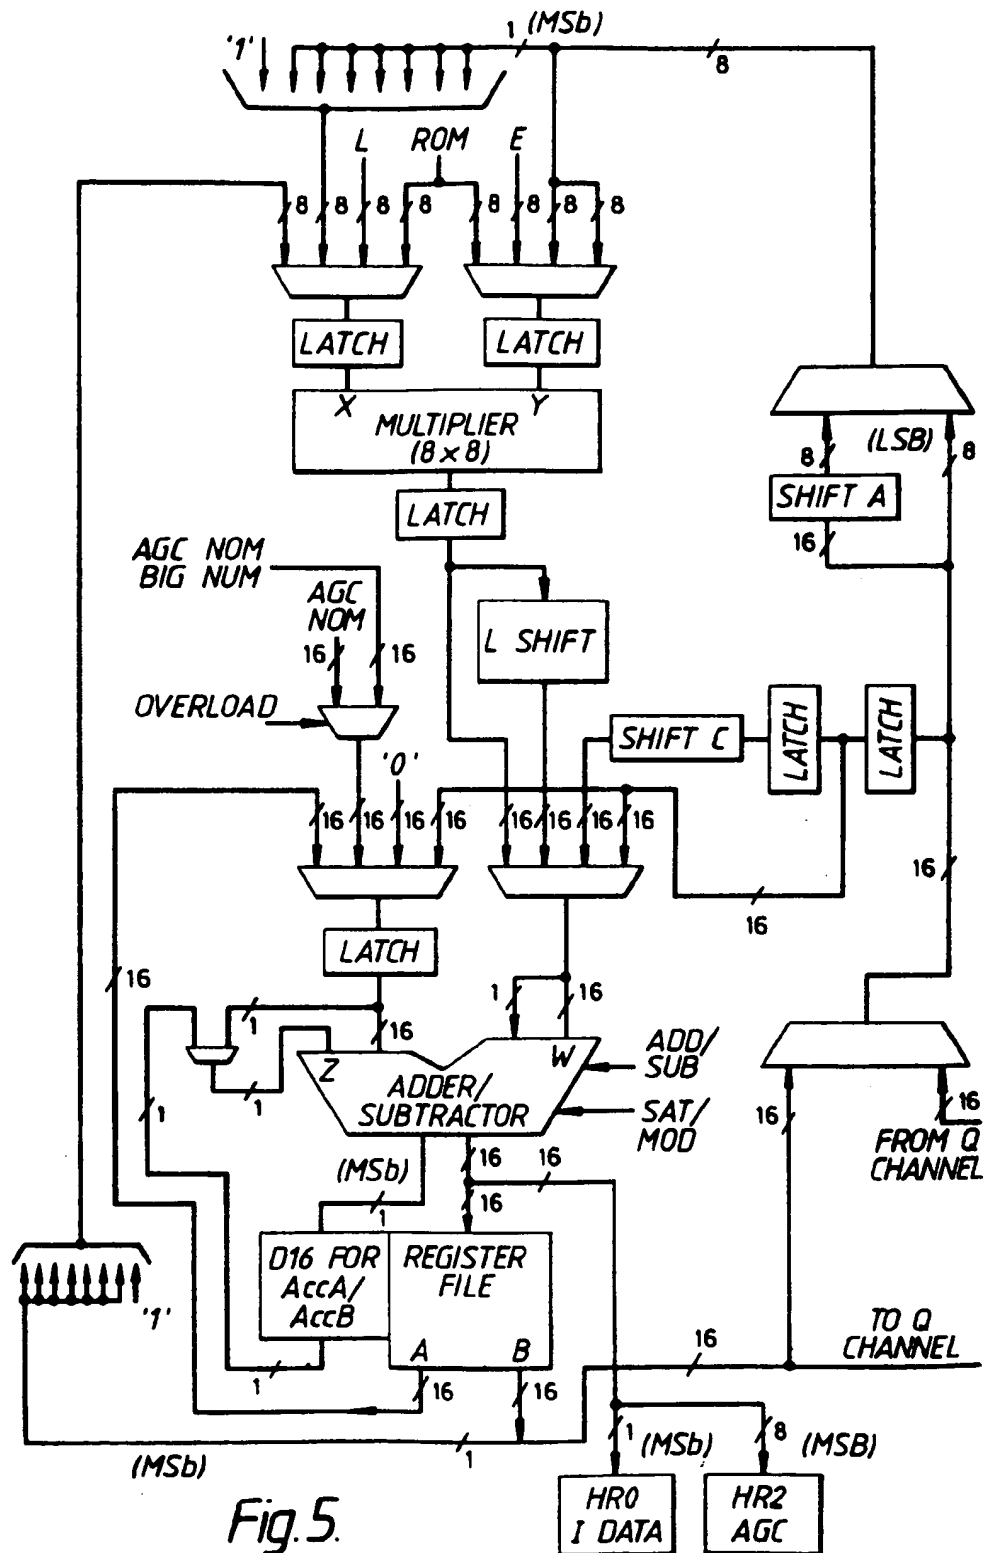 1 (MSb)
'1'
8
L ROM E
8 8 8 8 8 8 8 8
LATCH LATCH
X Y
MULTIPLIER
(8×8)
(LSB)
8 8
LATCH
SHIFT A
16
AGC NOM
BIG NUM
AGC
NOM
16 16
L SHIFT
OVERLOAD
SHIFT C
LATCH
LATCH
'0'
16 16 16 16 16 16 16 16
16
16
LATCH
16
1 16
1 16
Z W
ADD/
SUB
ADDER/
SUBTRACTOR
1
1
SAT/
MOD
16 16
FROM Q
CHANNEL
(MSb)
16 16
1 16
D16 FOR
AccA/
AccB
REGISTER
FILE
'1'
TO Q
CHANNEL
A B
16
1 16 16
(MSb) 1
1 (MSb) 8 (MSB)
HR0
I DATA
HR2
AGC
Fig.5.